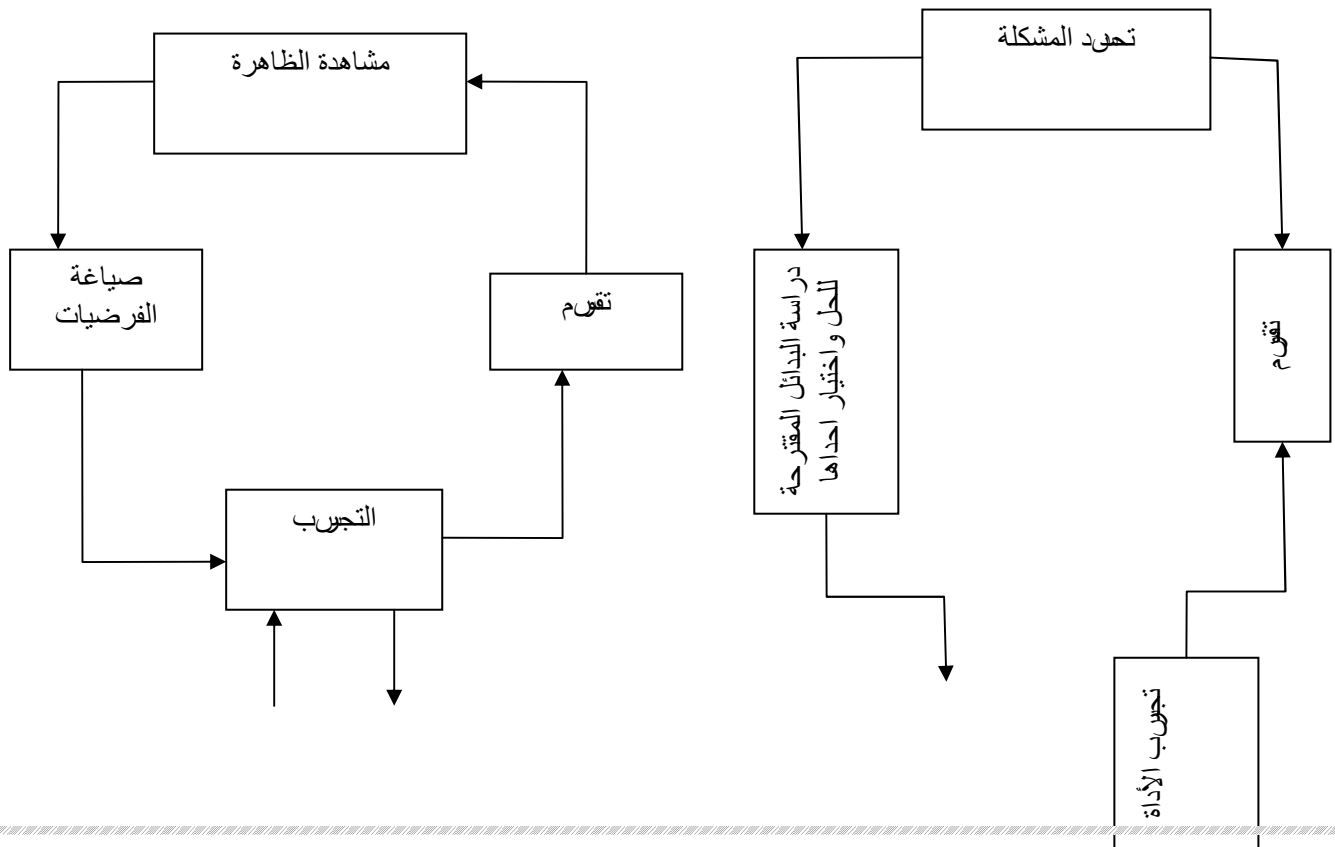 تحديد المشكلة
مشاهدة الظاهرة
صياغة
الفرضيات
تقويم
التجريب
دراسة البدائل المقترحة
للحل واختيار احداها
تقويم
تجريب الأداة